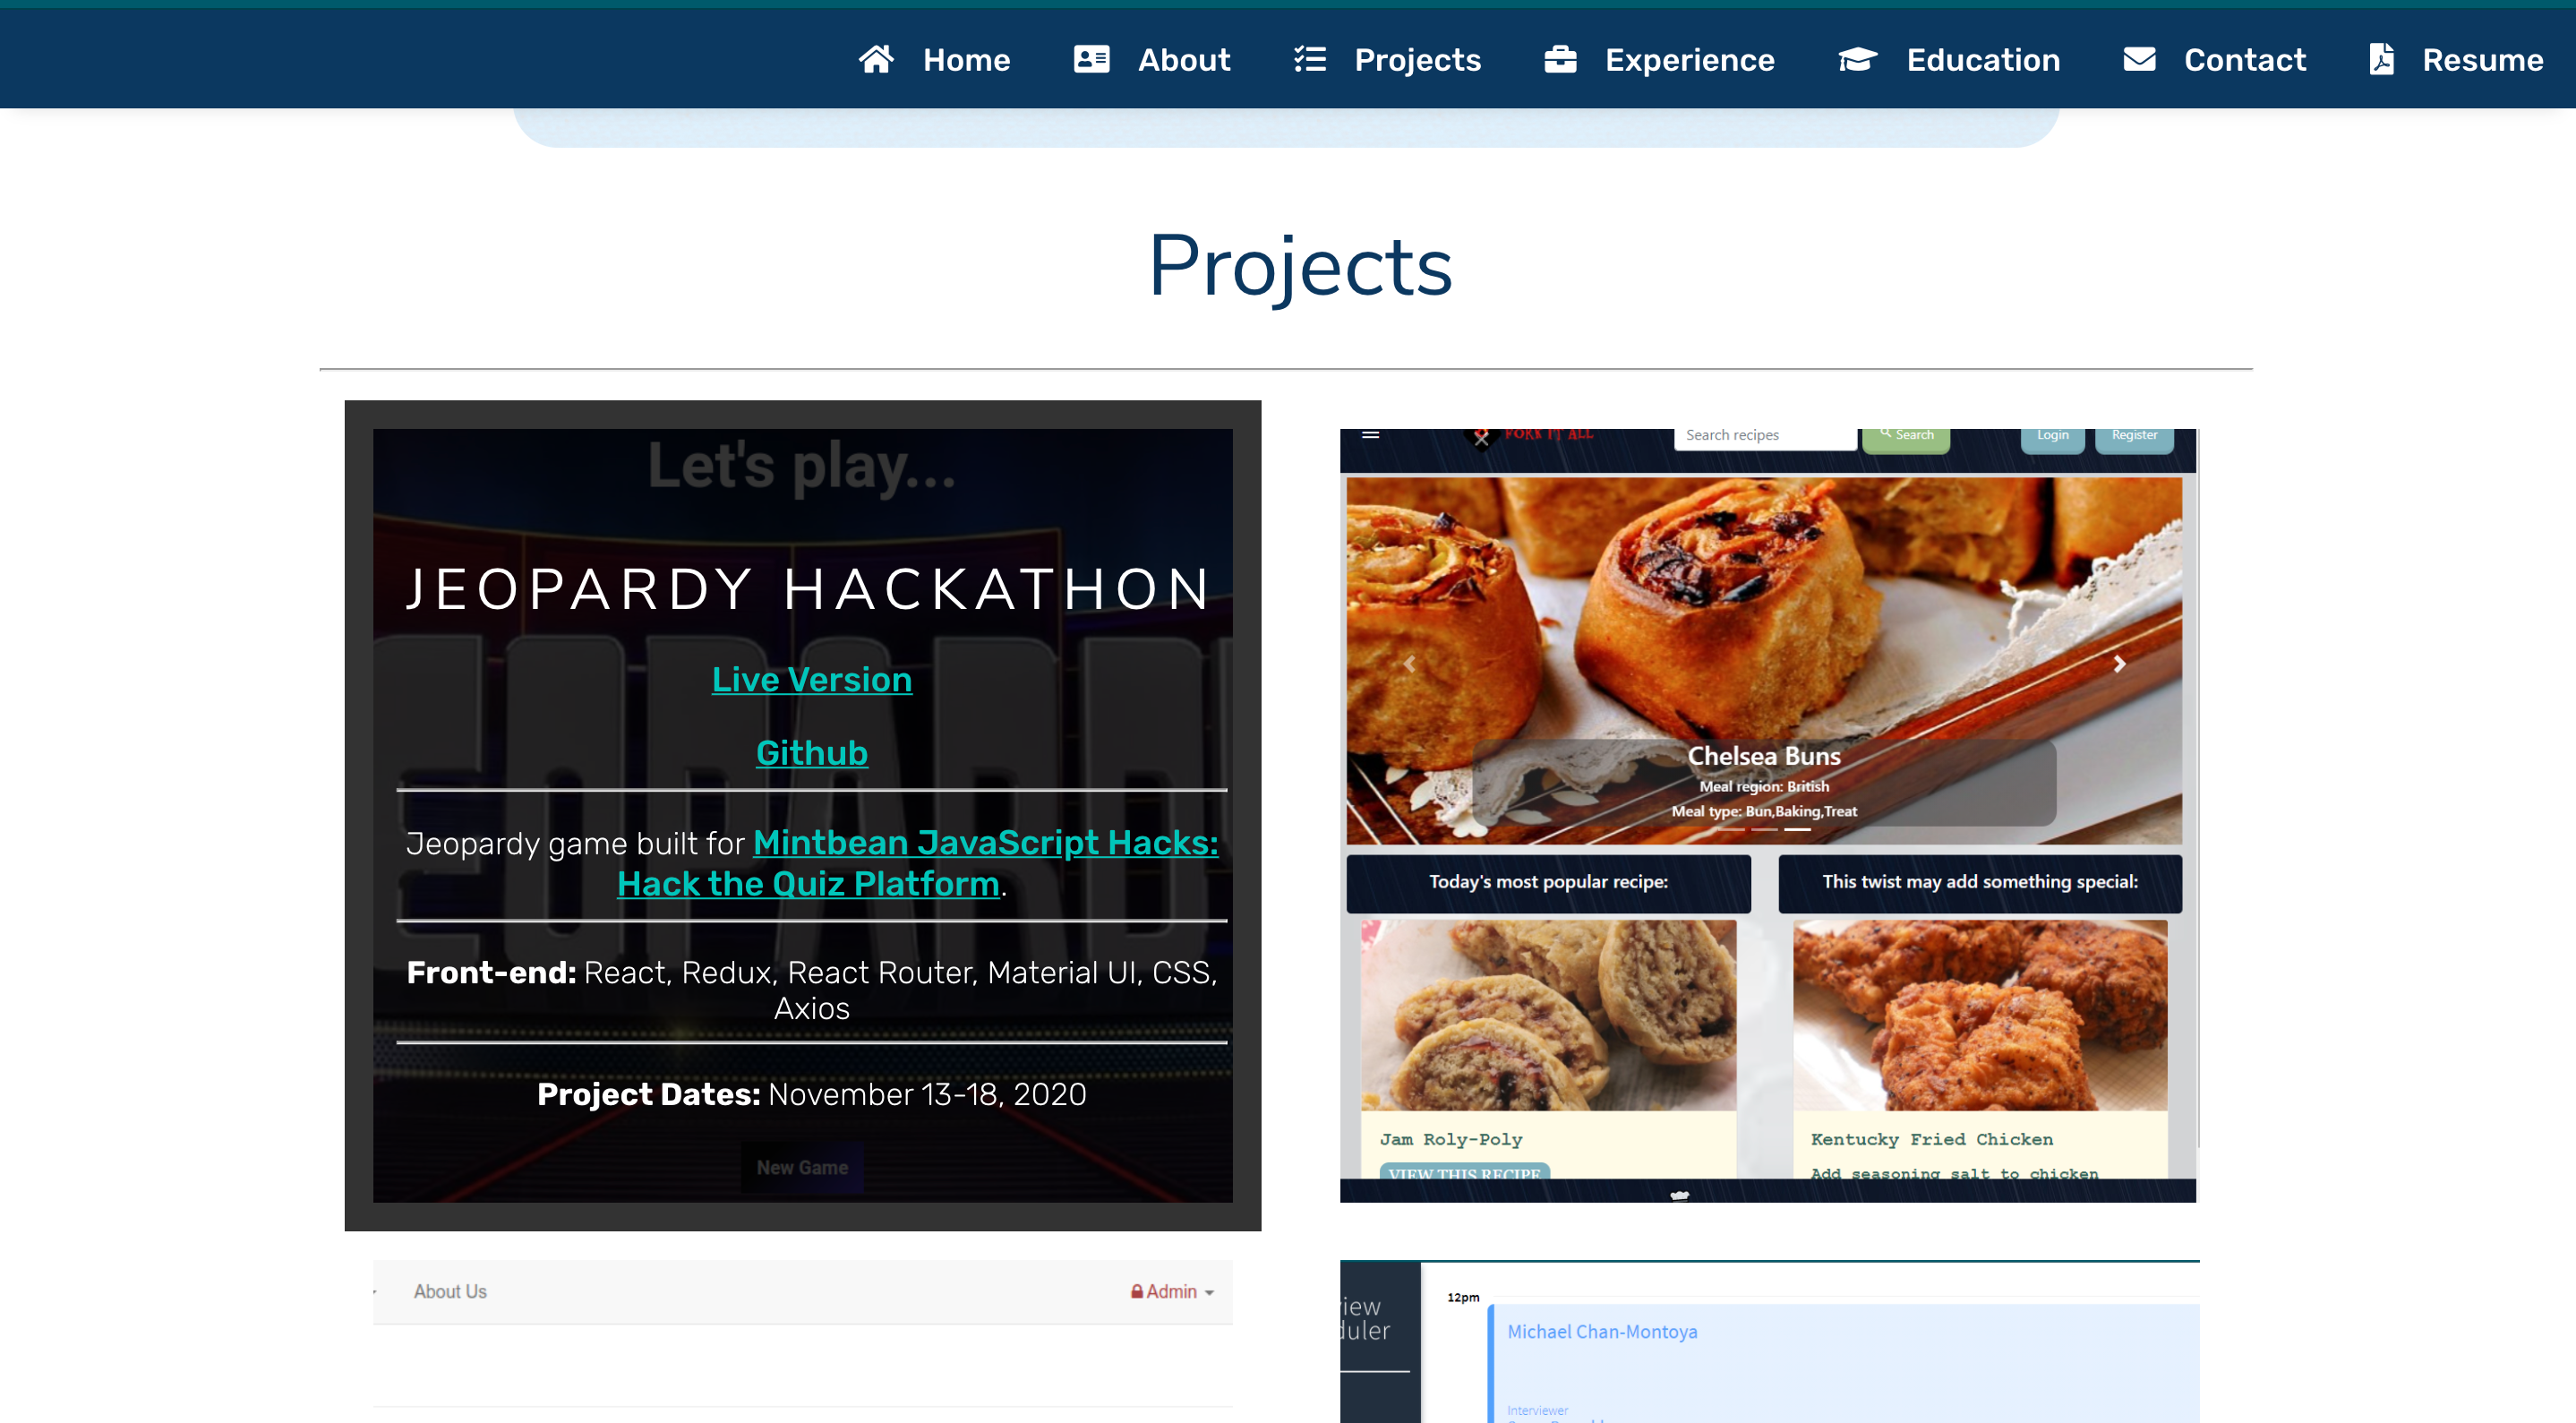 Home About Projects Experience Education Contact Resume
Projects
Let's play...
JEOPARDY HACKATHON
Live Version
Github
Jeopardy game built for Mintbean JavaScript Hacks:
Hack the Quiz Platform.
Front-end: React, Redux, React Router, Material UI, CSS,
Axios
Project Dates: November 13-18, 2020
New Game
FORK IT ALL Search recipes Search Login Register
Chelsea Buns
Meal region: British
Meal type: Bun,Baking,Treat
Today's most popular recipe: This twist may add something special:
Jam Roly-Poly
VIEW THIS RECIPE
Kentucky Fried Chicken
Add seasoning salt to chicken
About Us Admin
12pm
Michael Chan-Montoya
Interviewer